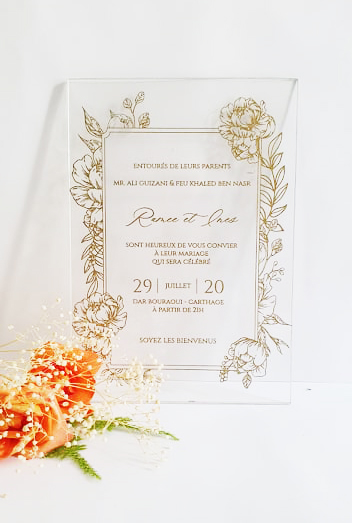 ENTOURÉS DE LEURS PARENTS
MR. ALI GUIZANI & FEU KHALED BEN NASR
Ramee et Ines
SONT HEUREUX DE VOUS CONVIER
À LEUR MARIAGE
QUI SERA CÉLÉBRÉ
29 | JUILLET | 20
DAR BOURAOUI - CARTHAGE
À PARTIR DE 21H
SOYEZ LES BIENVENUS